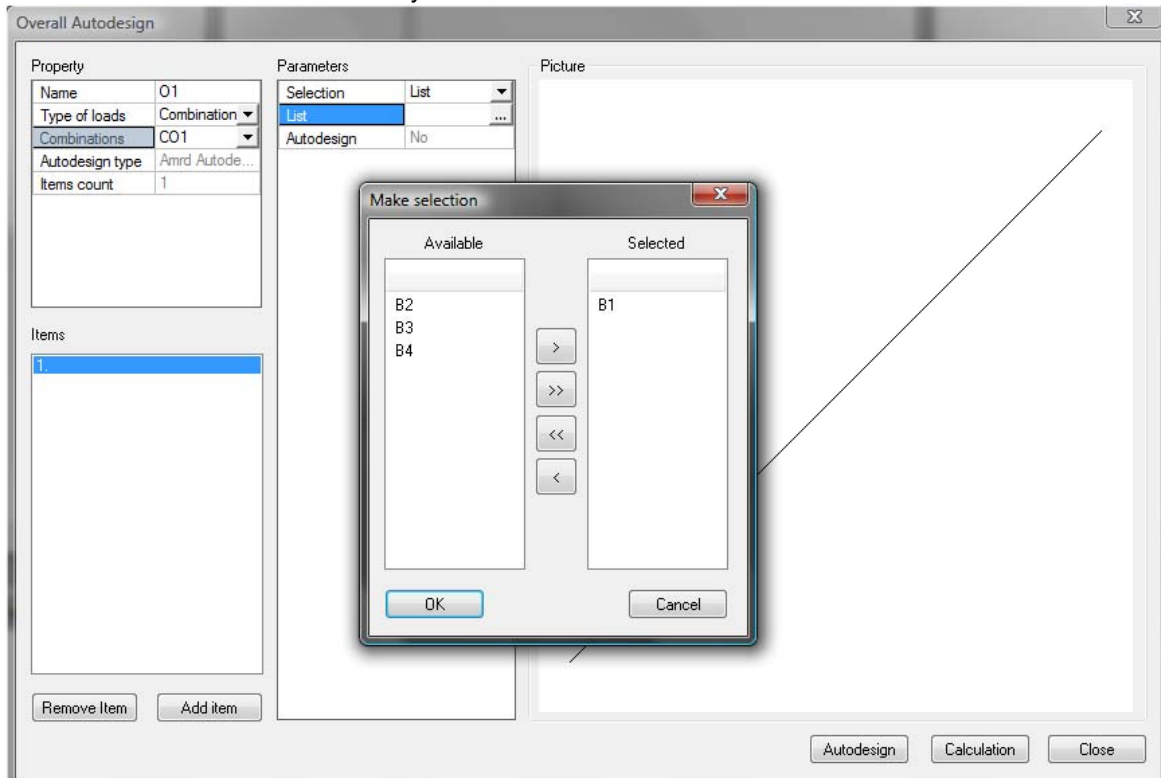 Overall Autodesign
Property
Name O1
Type of loads Combination
Combinations CO1
Autodesign type Amrd Autode...
Items count 1
Items
1.
Remove Item Add item
Parameters
Selection List
List ...
Autodesign No
Picture
Make selection
Available Selected
B2 B1
B3
B4
>
>>
<<
<
OK Cancel
Autodesign Calculation Close